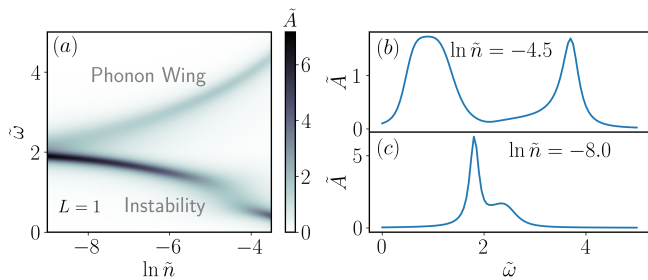 (a)
Phonon Wing
Instability
L = 1
4
2
0
ω̃
−8
−6
−4
ln ñ
Ã
6
4
2
0
(b)
ln ñ = −4.5
1
0
Ã
(c)
ln ñ = −8.0
5
0
Ã
0
2
4
ω̃